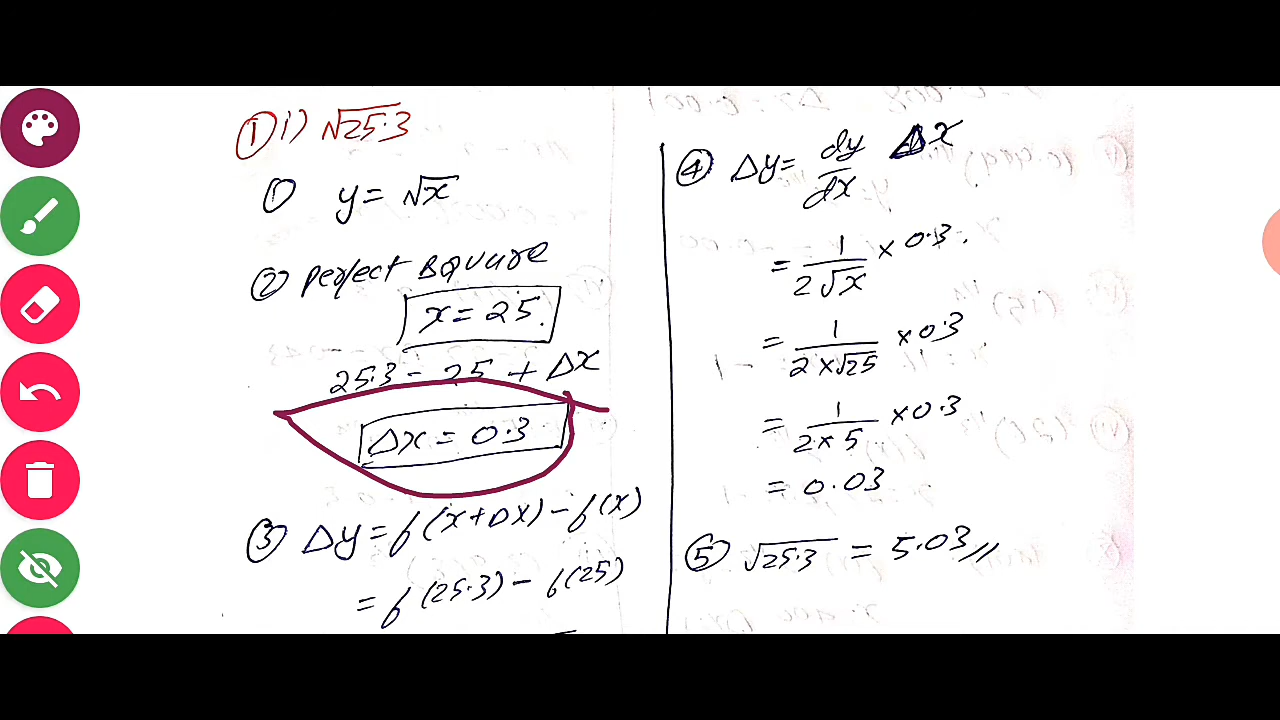 ① i) √25.3
① y = √x
② perfect square
x = 25.
25.3 = 25 + Δx
Δx = 0.3
③ Δy = f(x+Δx) − f(x)
= f(25.3) − f(25)
④ Δy = dy/dx Δx
= 1/(2√x) × 0.3.
= 1/(2×√25) × 0.3
= 1/(2×5) × 0.3
= 0.03
⑤ √25.3 = 5.03//